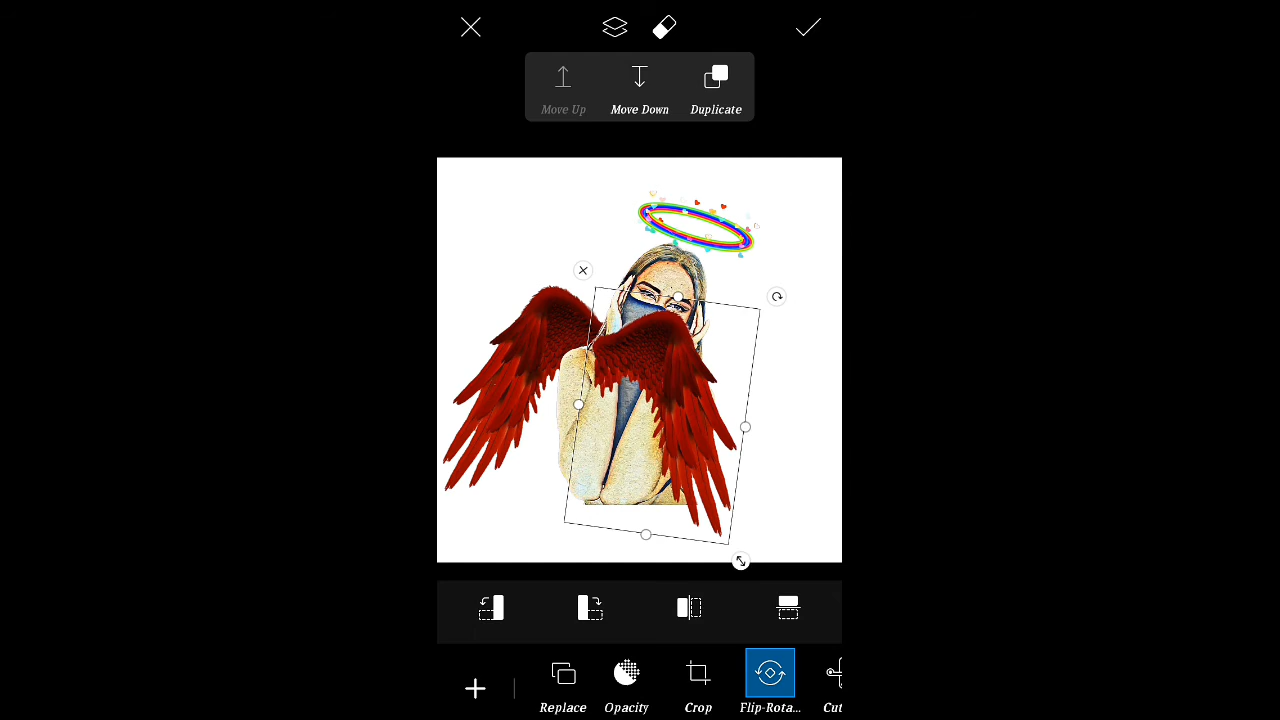 Move Up
Move Down
Duplicate
Replace
Opacity
Crop
Flip-Rota...
Cut